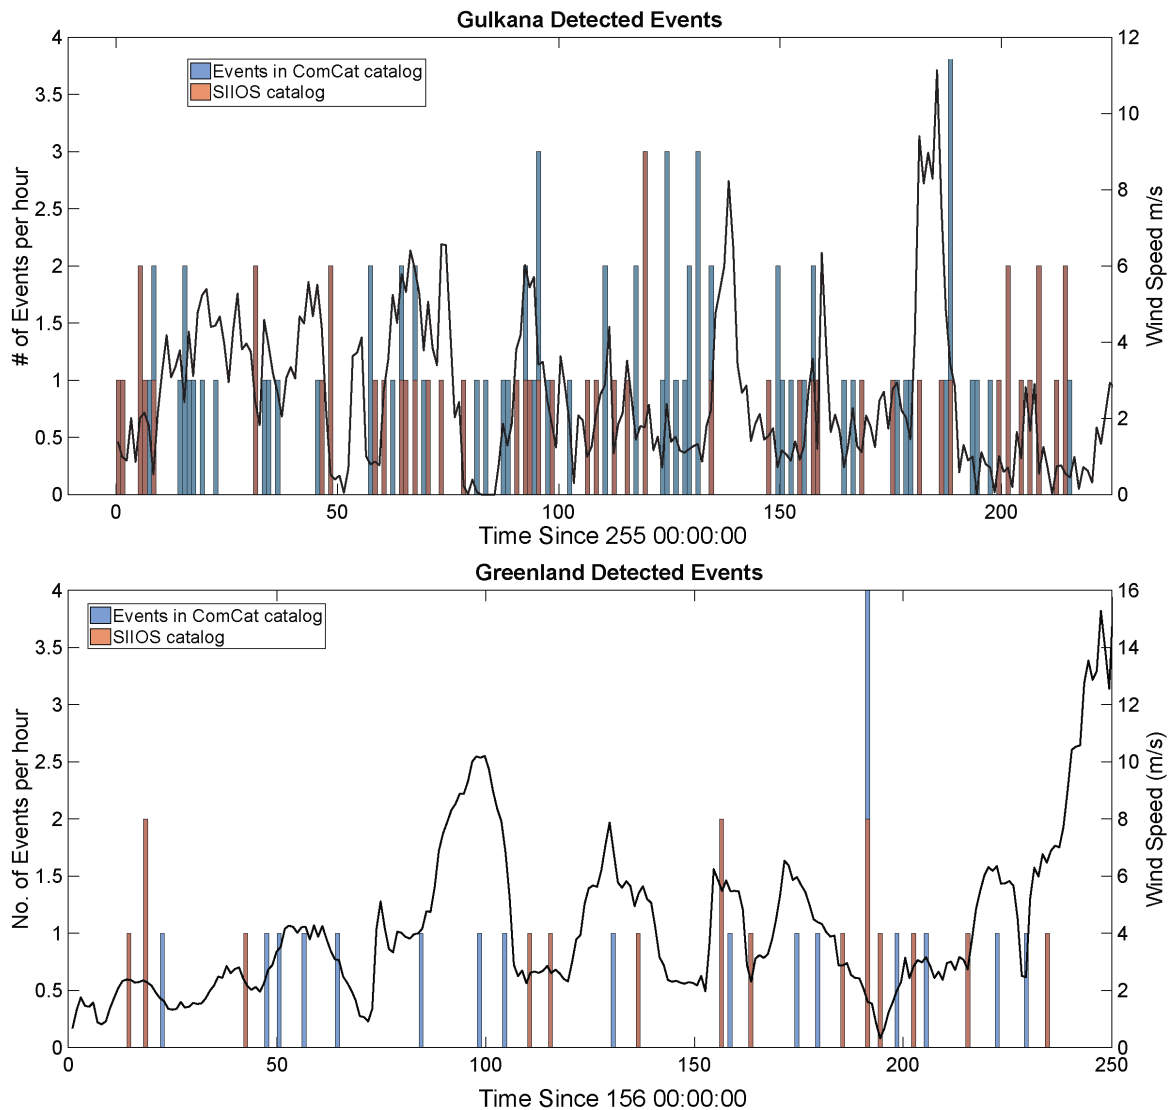 Gulkana Detected Events
Events in ComCat catalog
SIIOS catalog
# of Events per hour
Wind Speed m/s
4
3.5
3
2.5
2
1.5
1
0.5
0
12
10
8
6
4
2
0
0 50 100 150 200
Time Since 255 00:00:00
Greenland Detected Events
Events in ComCat catalog
SIIOS catalog
No. of Events per hour
Wind Speed (m/s)
4
3.5
3
2.5
2
1.5
1
0.5
0
16
14
12
10
8
6
4
2
0
0 50 100 150 200 250
Time Since 156 00:00:00